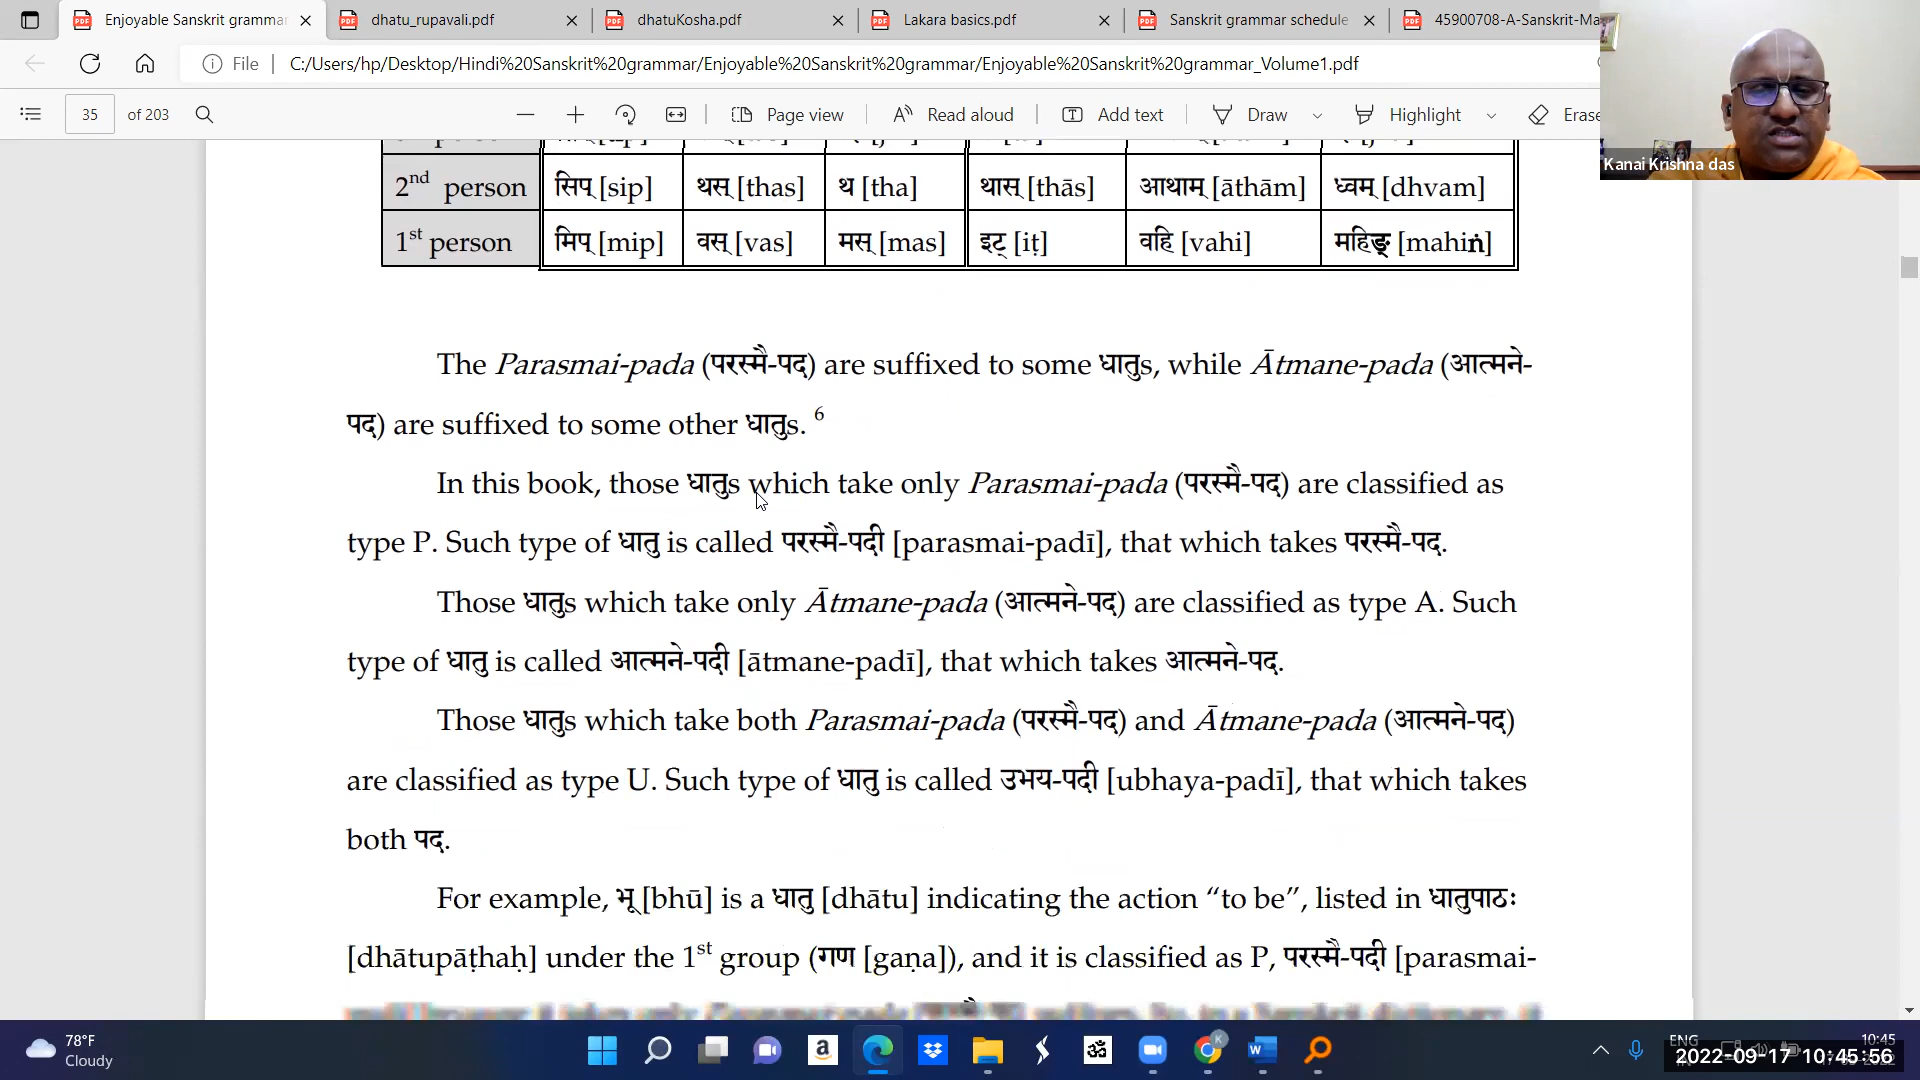 Enjoyable Sanskrit grammar
dhatu_rupavali.pdf
dhatuKosha.pdf
Lakara basics.pdf
Sanskrit grammar schedule
45900708-A-Sanskrit-Ma
File
C:/Users/hp/Desktop/Hindi%20Sanskrit%20grammar/Enjoyable%20Sanskrit%20grammar/Enjoyable%20Sanskrit%20grammar_Volume1.pdf
35 of 203
Page view
Read aloud
Add text
Draw
Highlight
Erase
Kanai Krishna das
2nd person सिप् [sip] थस् [thas] थ [tha] थास् [thās] आथाम् [āthām] ध्वम् [dhvam]
1st person मिप् [mip] वस् [vas] मस् [mas] इट् [iṭ] वहि [vahi] महिङ् [mahiṅ]
The Parasmai-pada (परस्मै-पद) are suffixed to some धातुs, while Ātmane-pada (आत्मने-
पद) are suffixed to some other धातुs. 6
In this book, those धातुs which take only Parasmai-pada (परस्मै-पद) are classified as
type P. Such type of धातु is called परस्मै-पदी [parasmai-padī], that which takes परस्मै-पद.
Those धातुs which take only Ātmane-pada (आत्मने-पद) are classified as type A. Such
type of धातु is called आत्मने-पदी [ātmane-padī], that which takes आत्मने-पद.
Those धातुs which take both Parasmai-pada (परस्मै-पद) and Ātmane-pada (आत्मने-पद)
are classified as type U. Such type of धातु is called उभय-पदी [ubhaya-padī], that which takes
both पद.
For example, भू [bhū] is a धातु [dhātu] indicating the action “to be”, listed in धातुपाठः
[dhātupāṭhaḥ] under the 1st group (गण [gaṇa]), and it is classified as P, परस्मै-पदी [parasmai-
78°F
Cloudy
ENG
10:45
2022-09-17 10:45:56